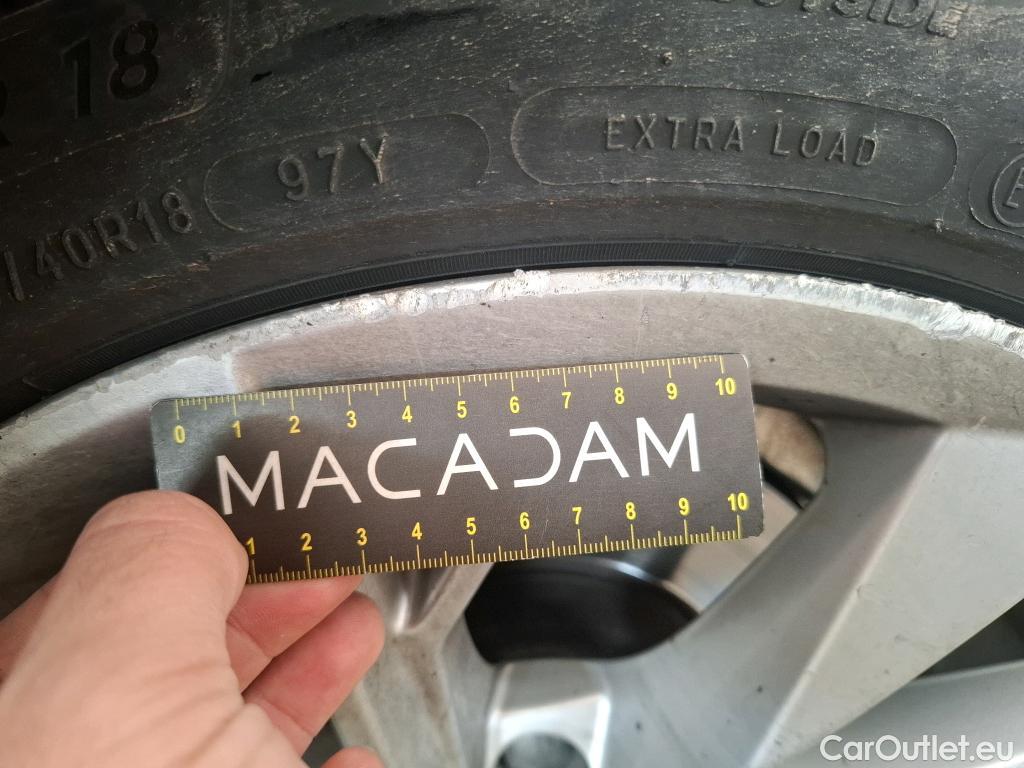 OUTSIDE
R 18
EXTRA LOAD
97Y
/40R18
0 1 2 3 4 5 6 7 8 9 10
MACADAM
1 2 3 4 5 6 7 8 9 10
CarOutlet.eu